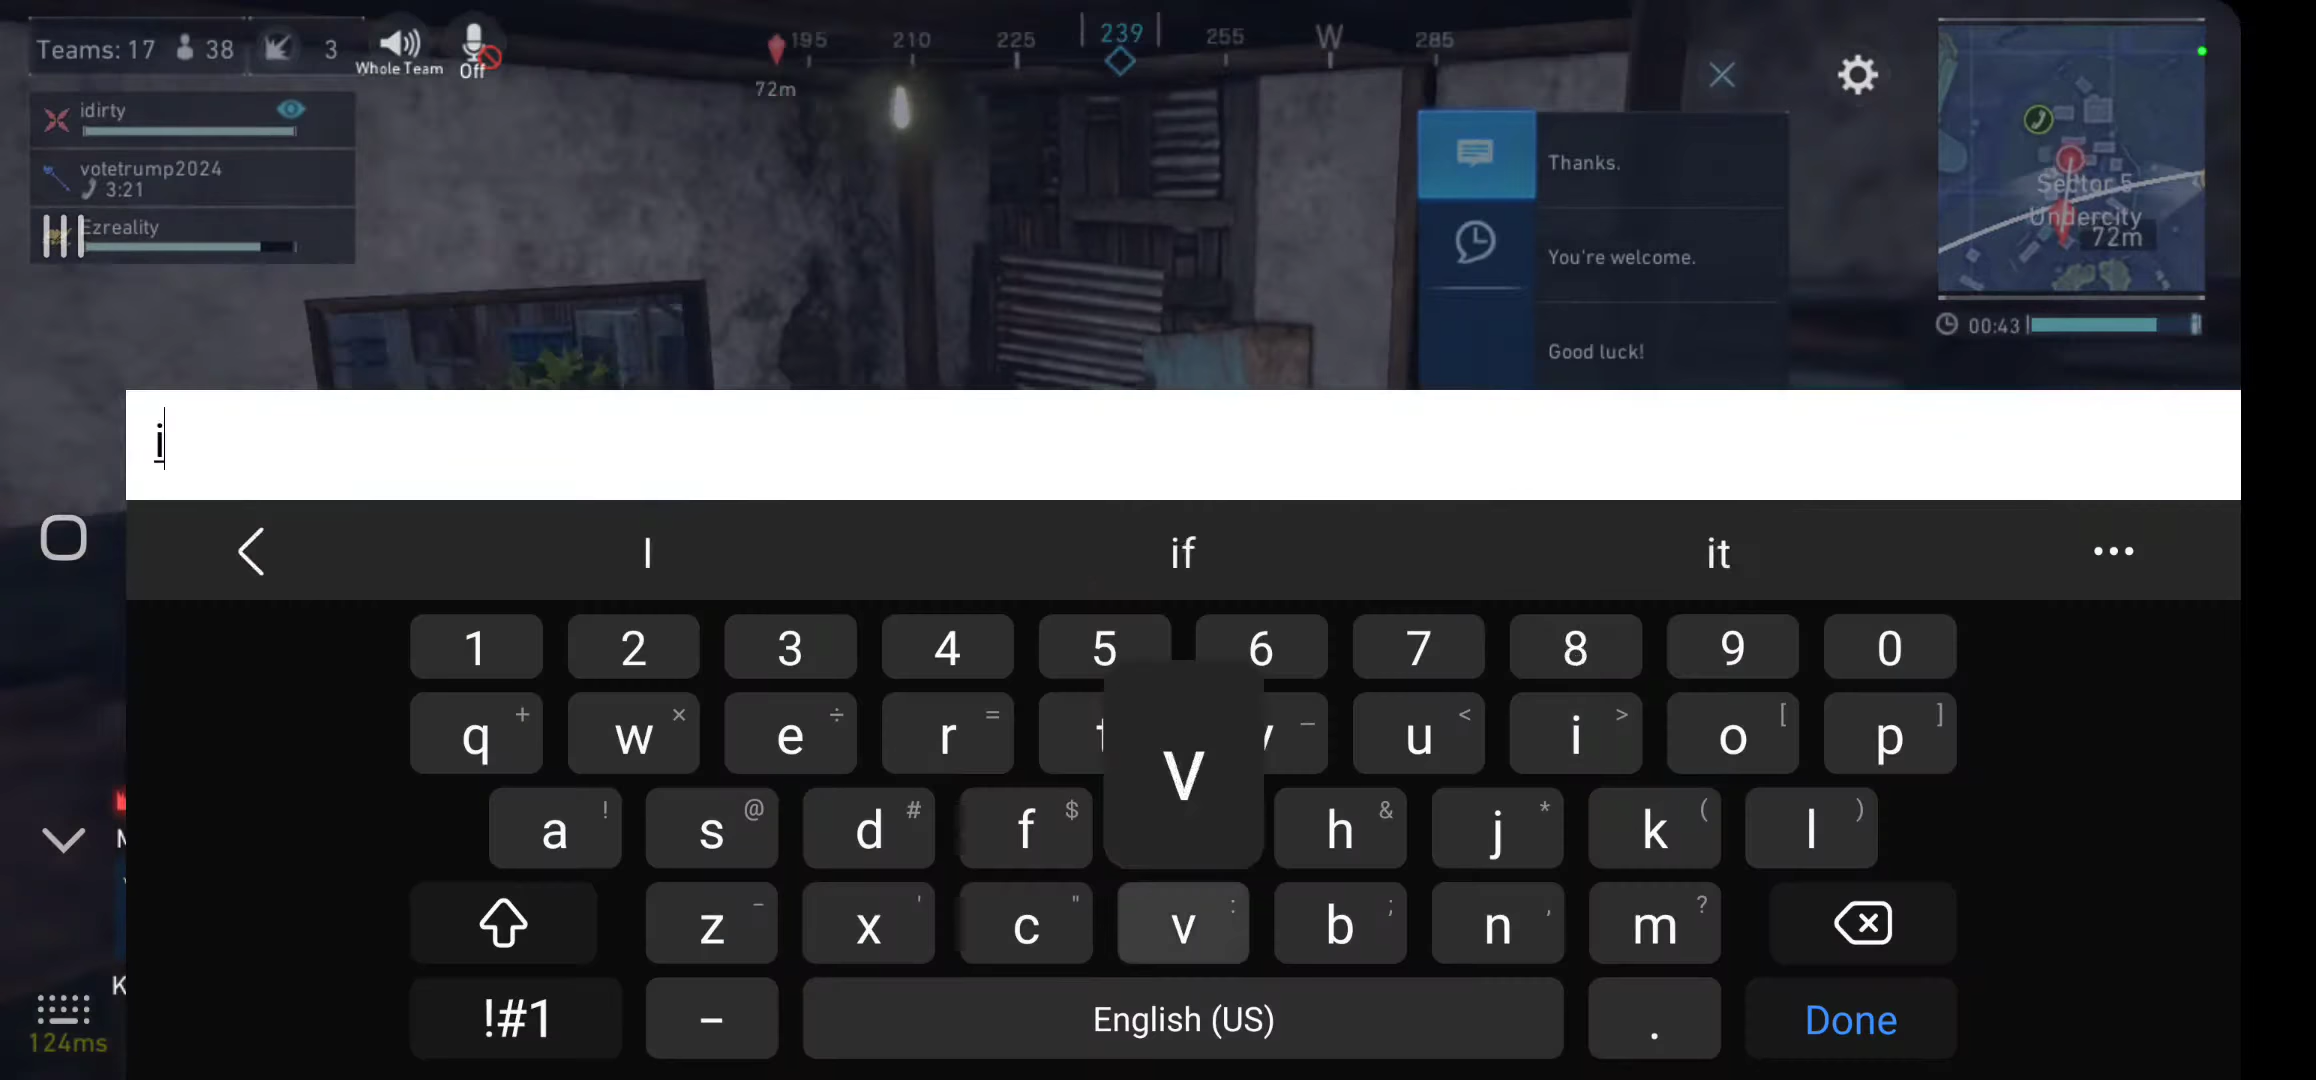 Teams: 17 38 3
Whole Team
Off
195 210 225 239 255 W 285
72m
idirty
votetrump2024
3:21
Ezreality
Thanks.
You're welcome.
Good luck!
Sector 5
Undercity
72m
00:43
i
I if it
1 2 3 4 5 6 7 8 9 0
q + w × e ÷ r = t y - u < i > o [ p ]
v
a ! s @ d # f $ h & j * k ( l )
z - x ' c " v : b ; n , m ?
!#1 - English (US) . Done
K
124ms